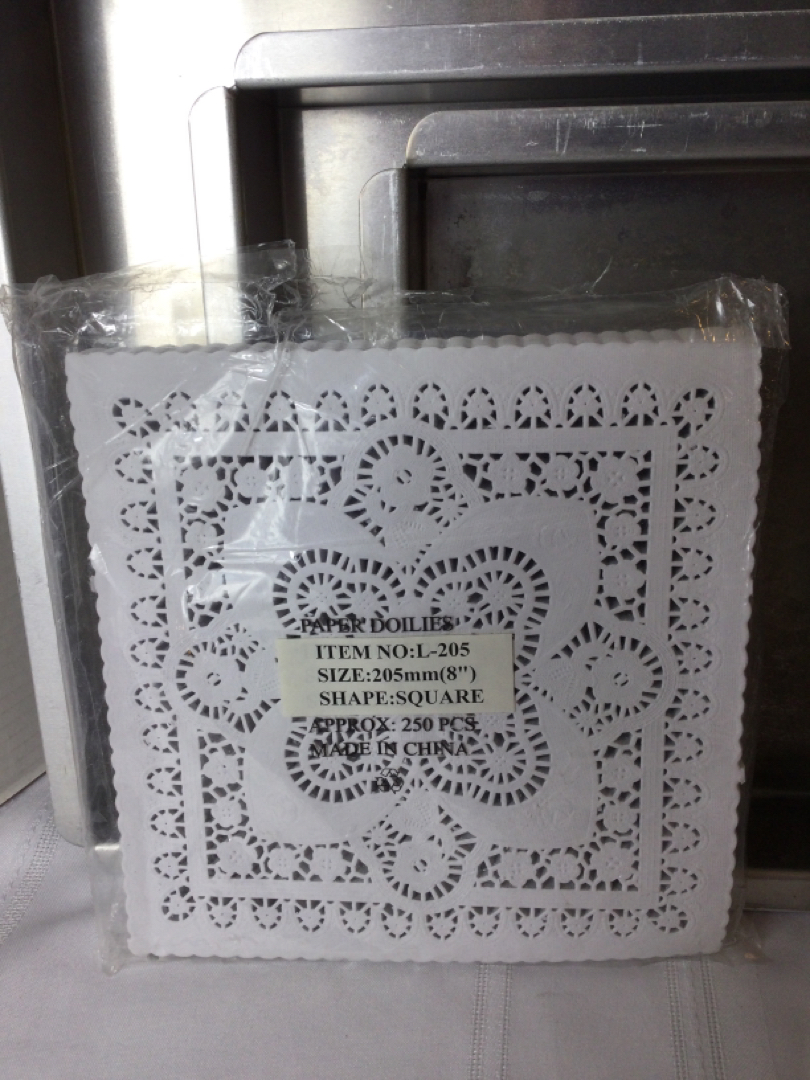 PAPER DOILIES
ITEM NO:L-205
SIZE:205mm(8")
SHAPE:SQUARE
APPROX: 250 PCS.
MADE IN CHINA